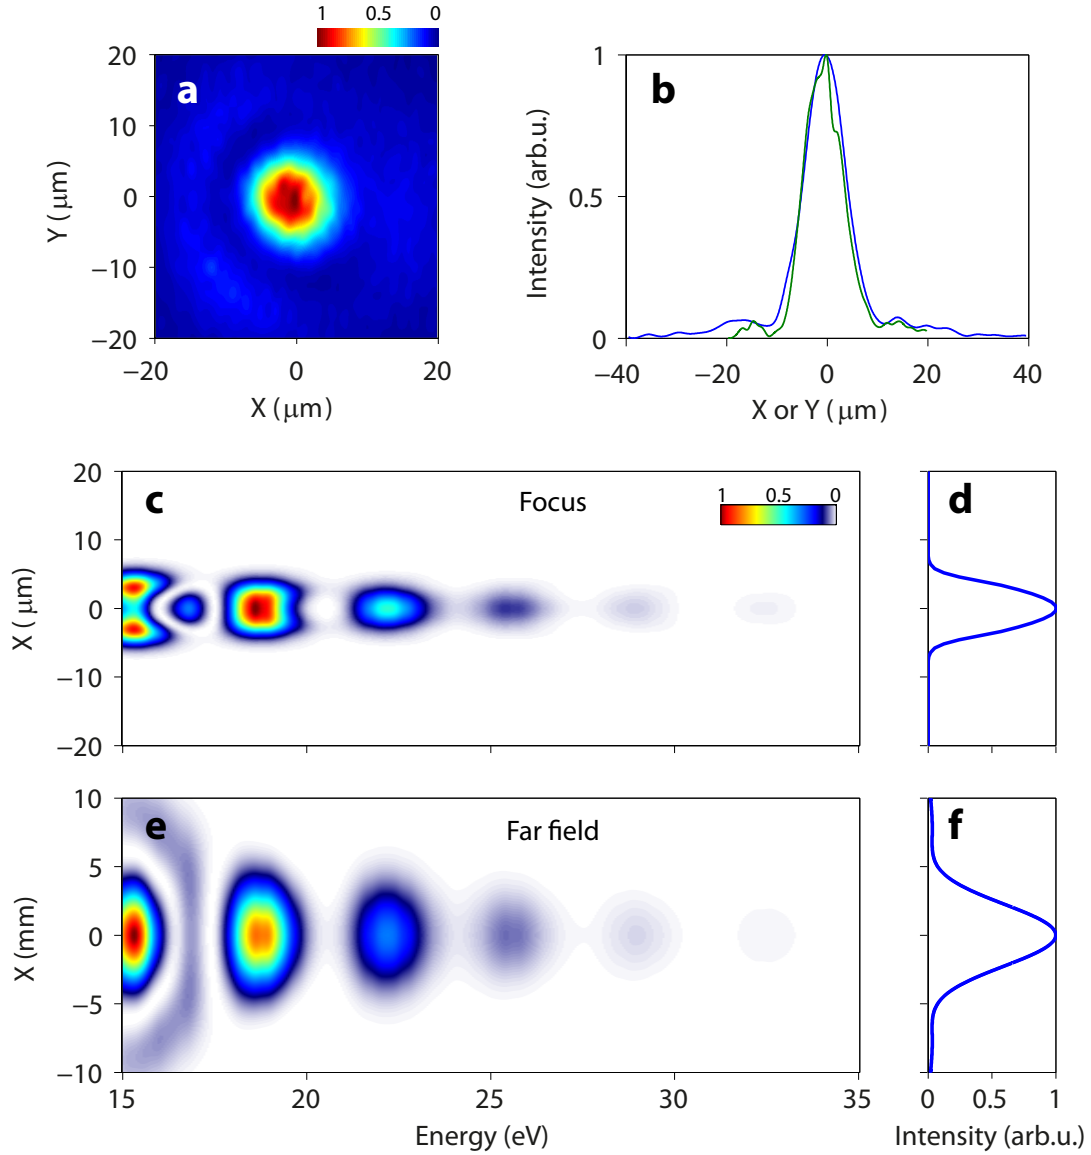 1 0.5 0
a
20
10
0
−10
−20
Y ( μm)
−20 0 20
X ( μm)
b
1
0.5
0
Intensity (arb.u.)
−40 −20 0 20 40
X or Y ( μm)
c
Focus
1 0.5 0
20
10
0
−10
−20
X ( μm)
d
e
Far field
10
5
0
−5
−10
X (mm)
15 20 25 30 35
Energy (eV)
f
0 0.5 1
Intensity (arb.u.)